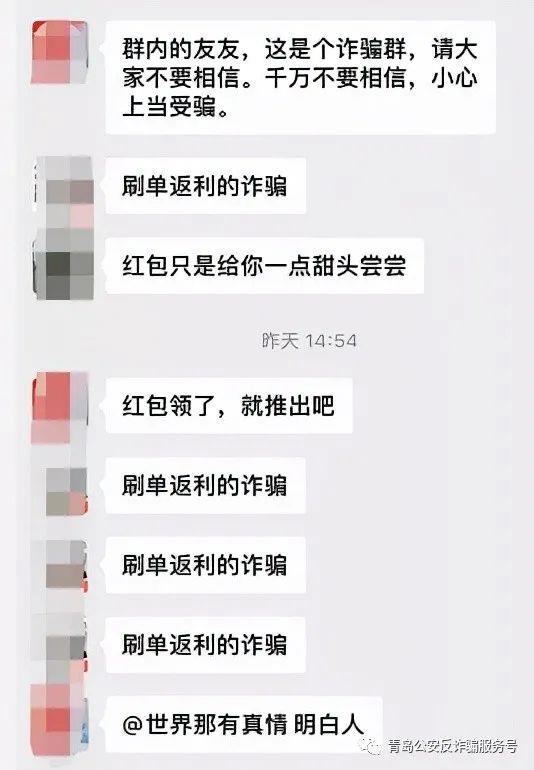 群内的友友，这是个诈骗群，请大
家不要相信。千万不要相信，小心
上当受骗。
刷单返利的诈骗
红包只是给你一点甜头尝尝
昨天 14:54
红包领了，就推出吧
刷单返利的诈骗
刷单返利的诈骗
刷单返利的诈骗
@世界那有真情 明白人
青岛公安反诈骗服务号